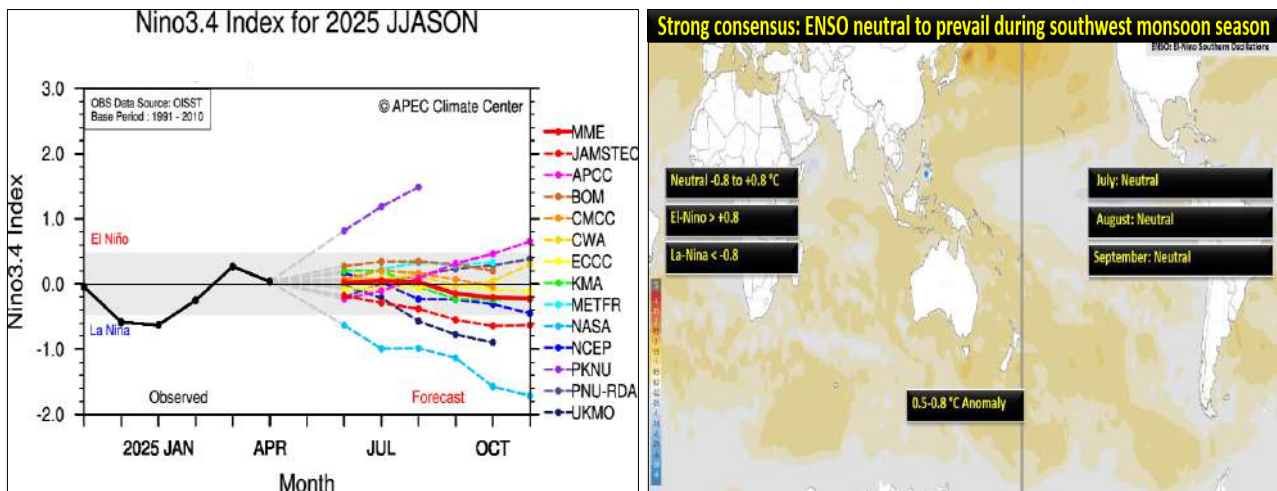 Nino3.4 Index for 2025 JJASON
Nino3.4 Index
3.0
2.0
1.0
0.0
-1.0
-2.0
OBS Data Source: OISST
Base Period : 1991 - 2010
© APEC Climate Center
El Niño
La Nina
Observed
Forecast
2025 JAN
APR
JUL
OCT
Month
MME
JAMSTEC
APCC
BOM
CMCC
CWA
ECCC
KMA
METFR
NASA
NCEP
PKNU
PNU-RDA
UKMO
Strong consensus: ENSO neutral to prevail during southwest monsoon season
ENSO: El-Nino Southern Oscillations
Neutral -0.8 to +0.8 °C
El-Nino > +0.8
La-Nina < -0.8
July: Neutral
August: Neutral
September: Neutral
0.5-0.8 °C Anomaly